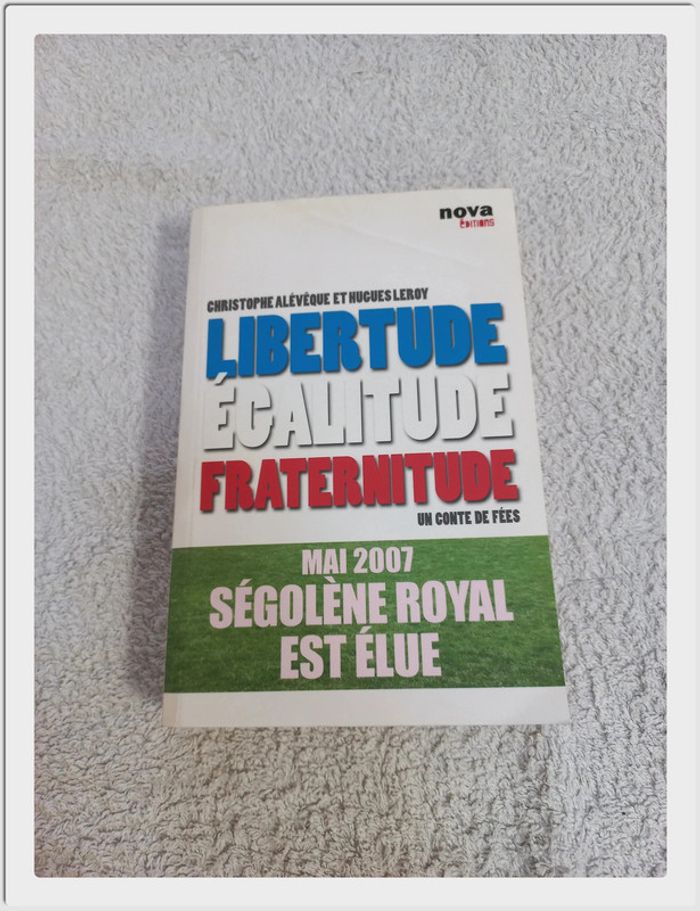 nova
éditions
CHRISTOPHE ALÉVÊQUE ET HUGUES LEROY
LIBERTUDE
ÉGALITUDE
FRATERNITUDE
UN CONTE DE FÉES
MAI 2007
SÉGOLÈNE ROYAL
EST ÉLUE